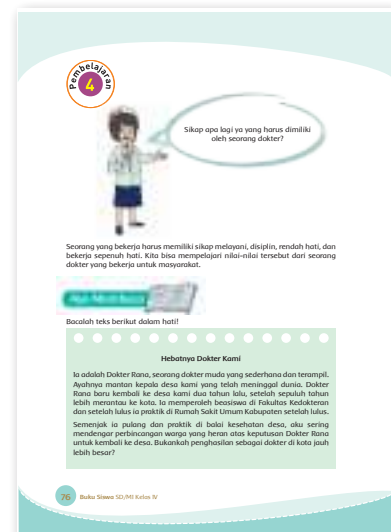 Pembelajaran
4
Sikap apa lagi ya yang harus dimiliki
oleh seorang dokter?
Seorang yang bekerja harus memiliki sikap melayani, disiplin, rendah hati, dan
bekerja sepenuh hati. Kita bisa mempelajari nilai-nilai tersebut dari seorang
dokter yang bekerja untuk masyarakat.
Ayo Membaca
Bacalah teks berikut dalam hati!
Hebatnya Dokter Kami
Ia adalah Dokter Rana, seorang dokter muda yang sederhana dan terampil.
Ayahnya mantan kepala desa kami yang telah meninggal dunia. Dokter
Rana baru kembali ke desa kami dua tahun lalu, setelah sepuluh tahun
lebih merantau ke kota. Ia memperoleh beasiswa di Fakultas Kedokteran
dan setelah lulus ia praktik di Rumah Sakit Umum Kabupaten setelah lulus.
Semenjak ia pulang dan praktik di balai kesehatan desa, aku sering
mendengar perbincangan warga yang heran atas keputusan Dokter Rana
untuk kembali ke desa. Bukankah penghasilan sebagai dokter di kota jauh
lebih besar?
76 Buku Siswa SD/MI Kelas IV